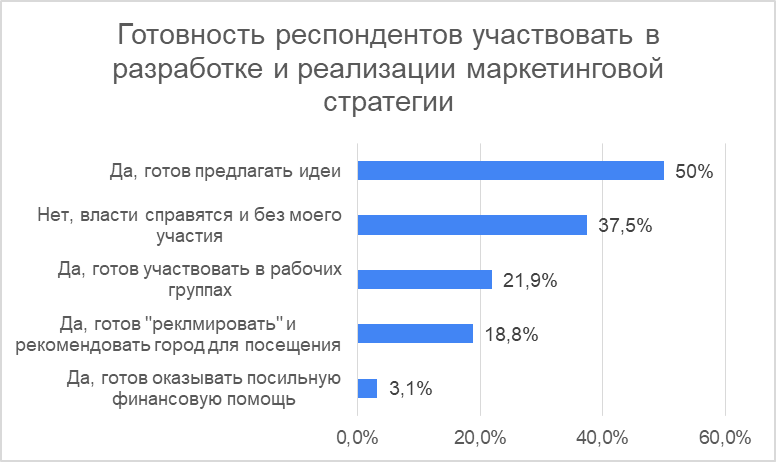 Готовность респондентов участвовать в
разработке и реализации маркетинговой
стратегии
Да, готов предлагать идеи
50%
Нет, власти справятся и без моего
участия
37,5%
Да, готов участвовать в рабочих
группах
21,9%
Да, готов "реклмировать" и
рекомендовать город для посещения
18,8%
Да, готов оказывать посильную
финансовую помощь
3,1%
0,0% 20,0% 40,0% 60,0%